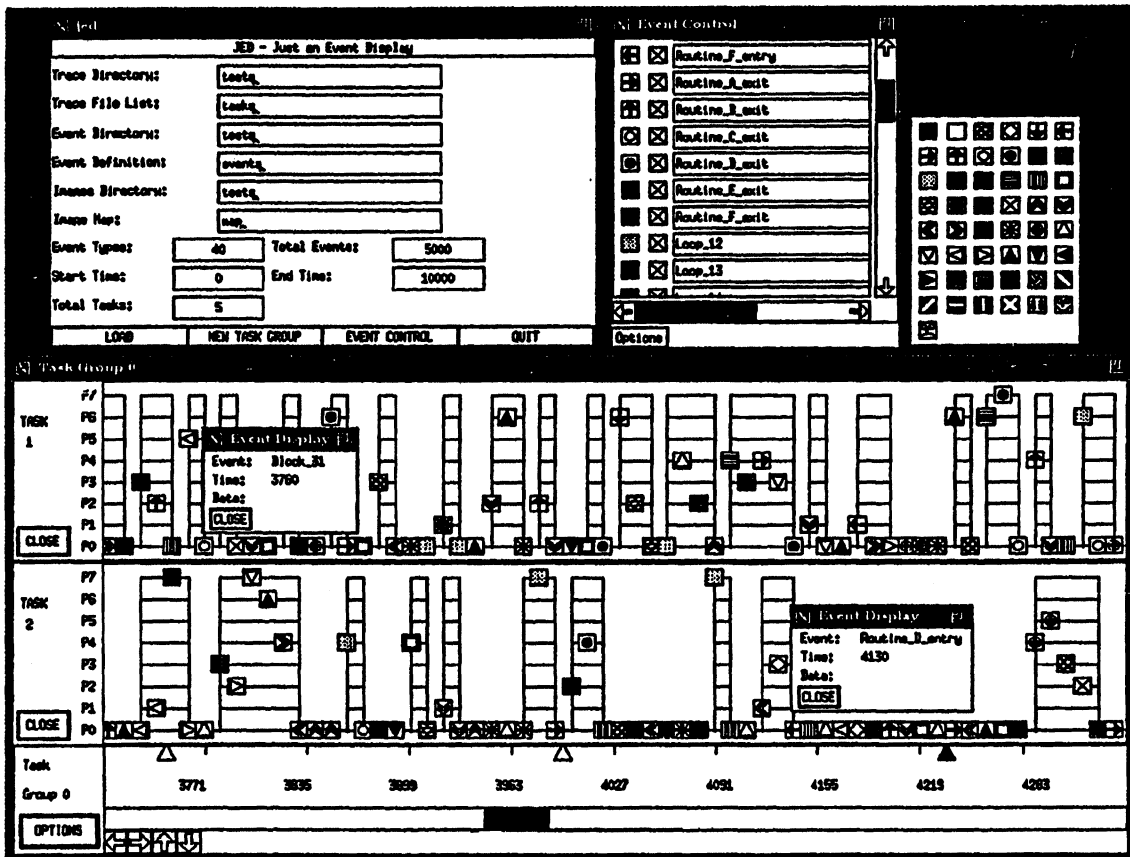 Jed
JED - Just an Event Display
Trace Directory: tests
Trace File List: tasks
Event Directory: tests
Event Definition: events
Image Directory: tests
Image Map: map
Event Types: 40 Total Events: 5000
Start Time: 0 End Time: 10000
Total Tasks: 5
LOAD NEW TASK GROUP EVENT CONTROL QUIT
Event Control
Routine_F_entry
Routine_A_exit
Routine_B_exit
Routine_C_exit
Routine_D_exit
Routine_E_exit
Routine_F_exit
Loop_12
Loop_13
Options
Task Group 0
TASK
1
P7
P6
P5
P4
P3
P2
P1
P0
CLOSE
Event Display
Event: Block_31
Time: 3760
Data:
CLOSE
TASK
2
P7
P6
P5
P4
P3
P2
P1
P0
CLOSE
Event Display
Event: Routine_D_entry
Time: 4130
Data:
CLOSE
Task
Group 0
3771 3835 3899 3963 4027 4091 4155 4219 4283
OPTIONS